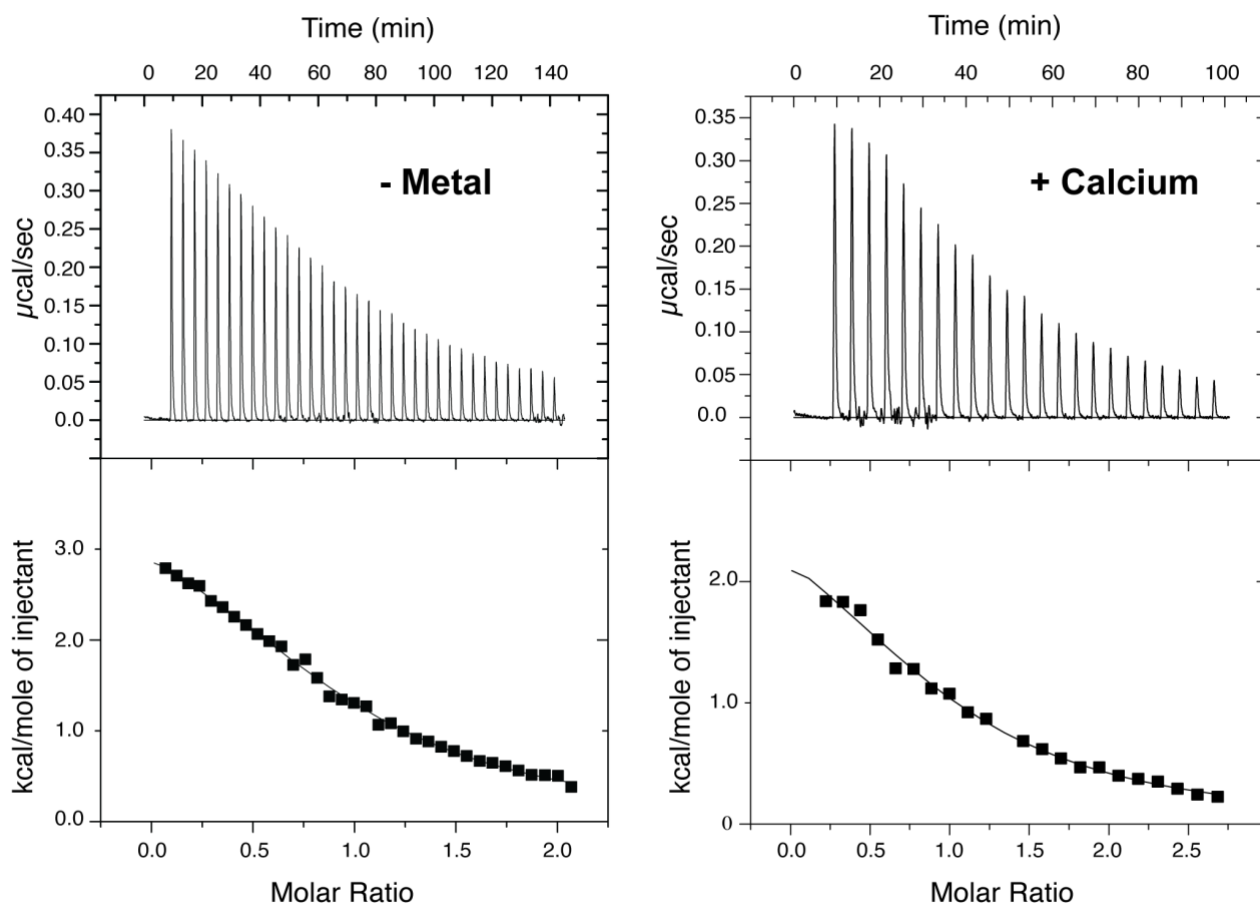 Time (min)
0 20 40 60 80 100 120 140
0.40
0.35
0.30
0.25
0.20
0.15
0.10
0.05
0.0
µcal/sec
- Metal
3.0
2.0
1.0
0.0
kcal/mole of injectant
0.0 0.5 1.0 1.5 2.0
Molar Ratio
Time (min)
0 20 40 60 80 100
0.35
0.30
0.25
0.20
0.15
0.10
0.05
0.0
µcal/sec
+ Calcium
2.0
1.0
0
kcal/mole of injectant
0.0 0.5 1.0 1.5 2.0 2.5
Molar Ratio